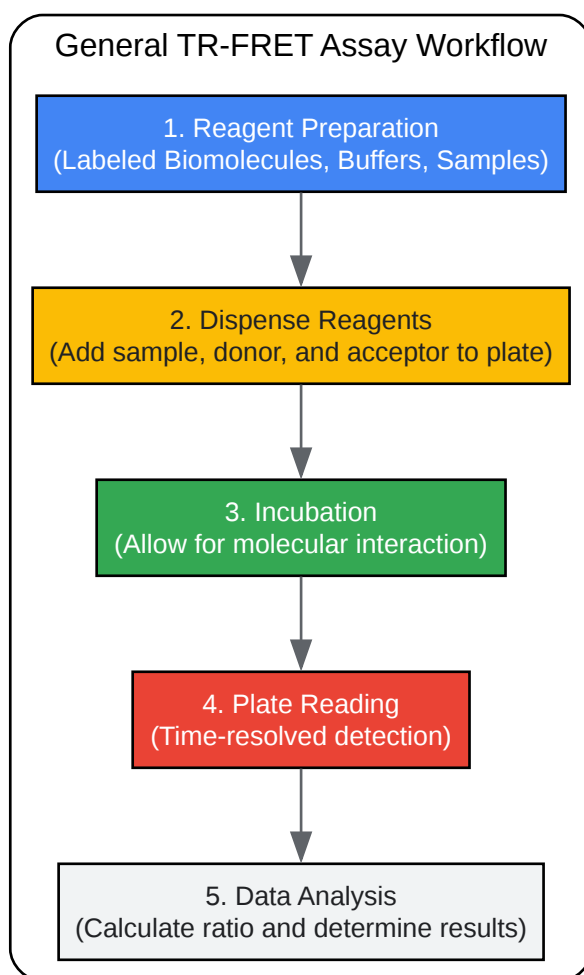 General TR-FRET Assay Workflow
1. Reagent Preparation
(Labeled Biomolecules, Buffers, Samples)
2. Dispense Reagents
(Add sample, donor, and acceptor to plate)
3. Incubation
(Allow for molecular interaction)
4. Plate Reading
(Time-resolved detection)
5. Data Analysis
(Calculate ratio and determine results)